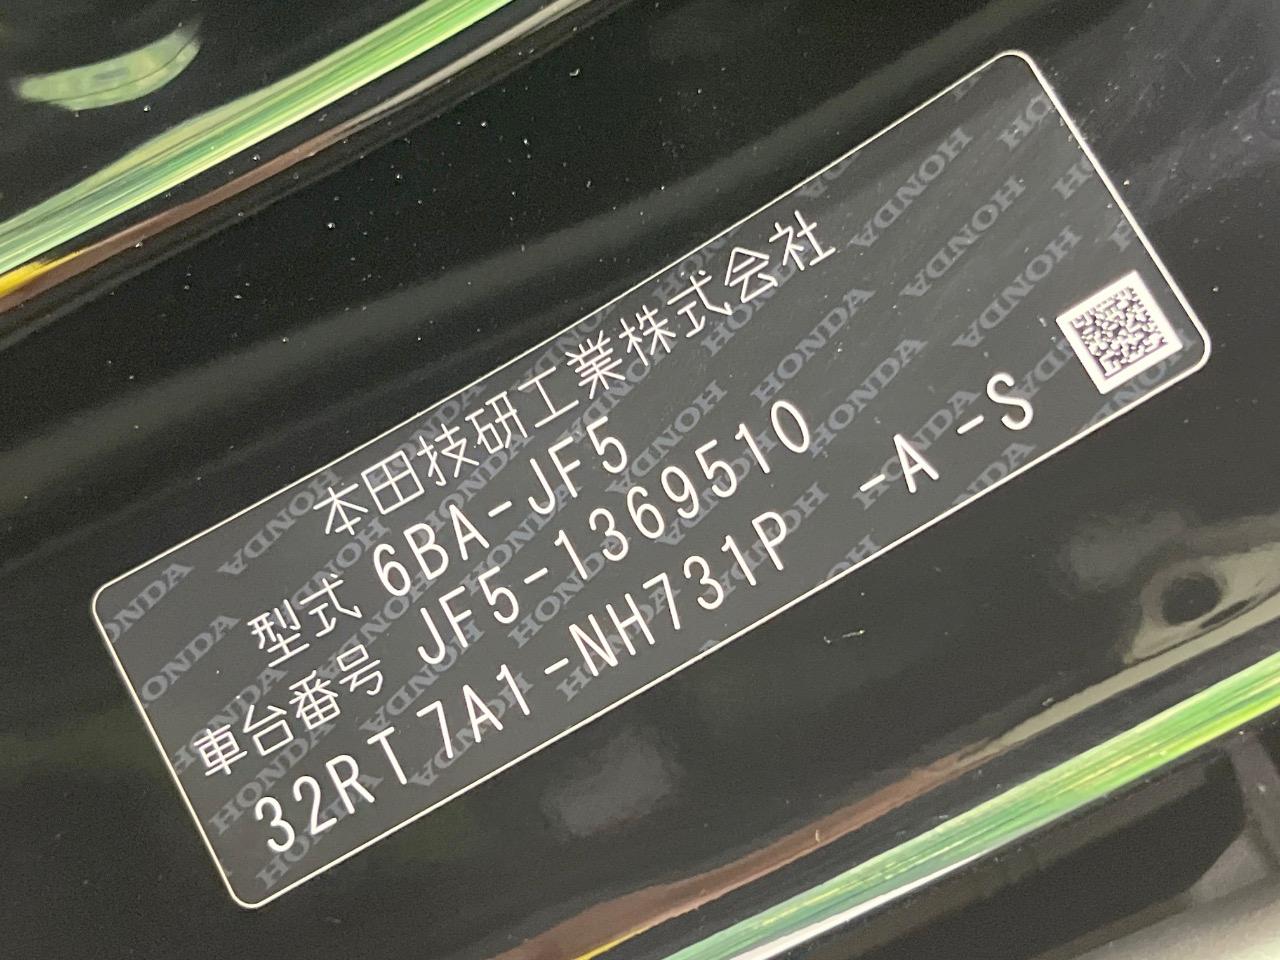 本田技研工業株式会社
型式 6BA-JF5
車台番号 JF5-1369510
32RT7A1-NH731P -A-S